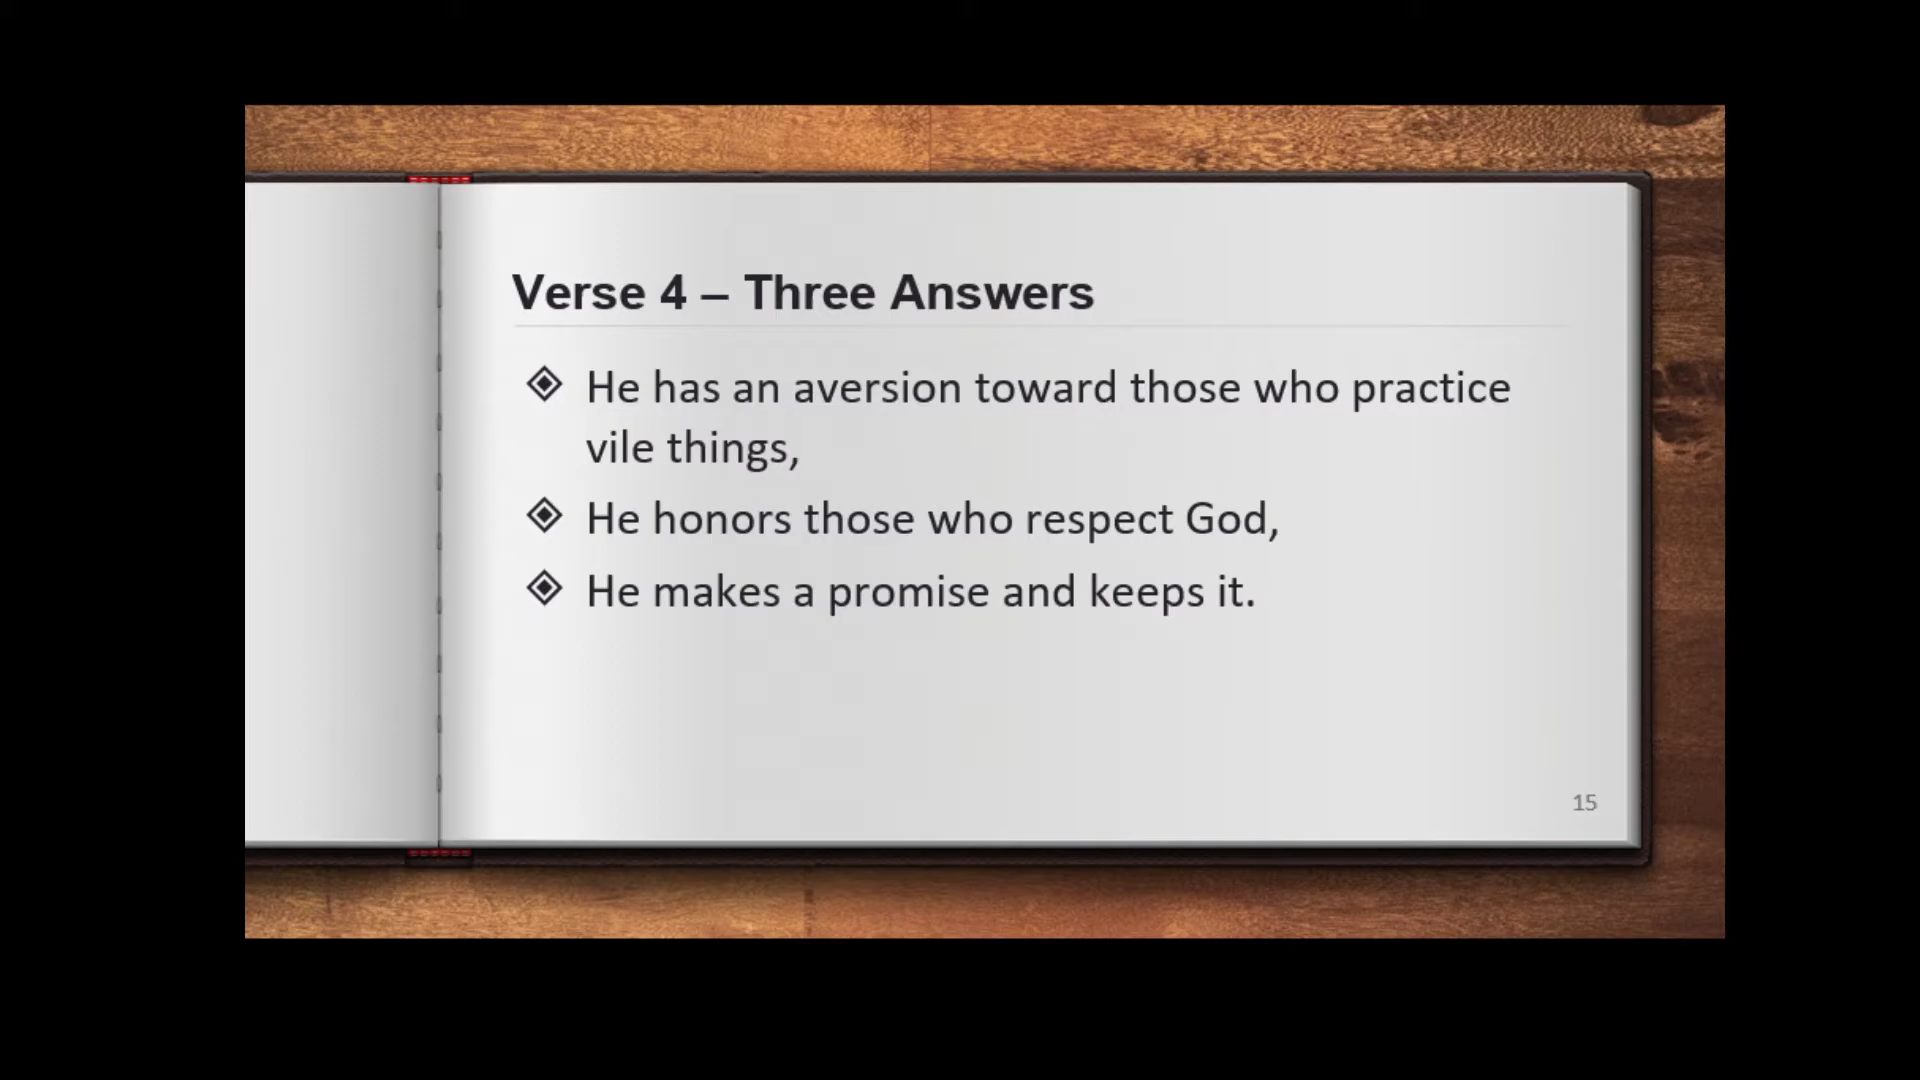 Verse 4 – Three Answers
He has an aversion toward those who practice
vile things,
He honors those who respect God,
He makes a promise and keeps it.
15